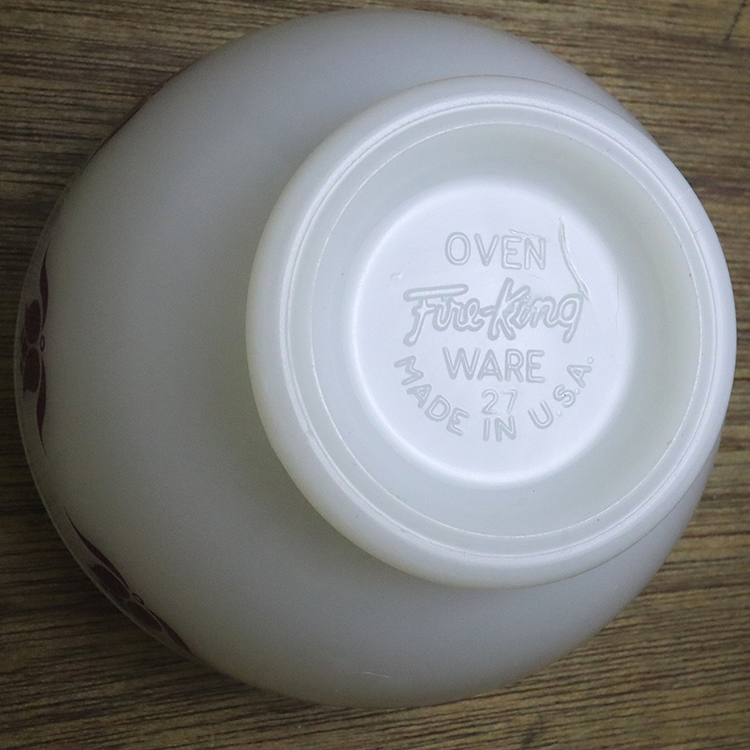 OVEN
Fire-King
WARE
27
MADE IN U.S.A.